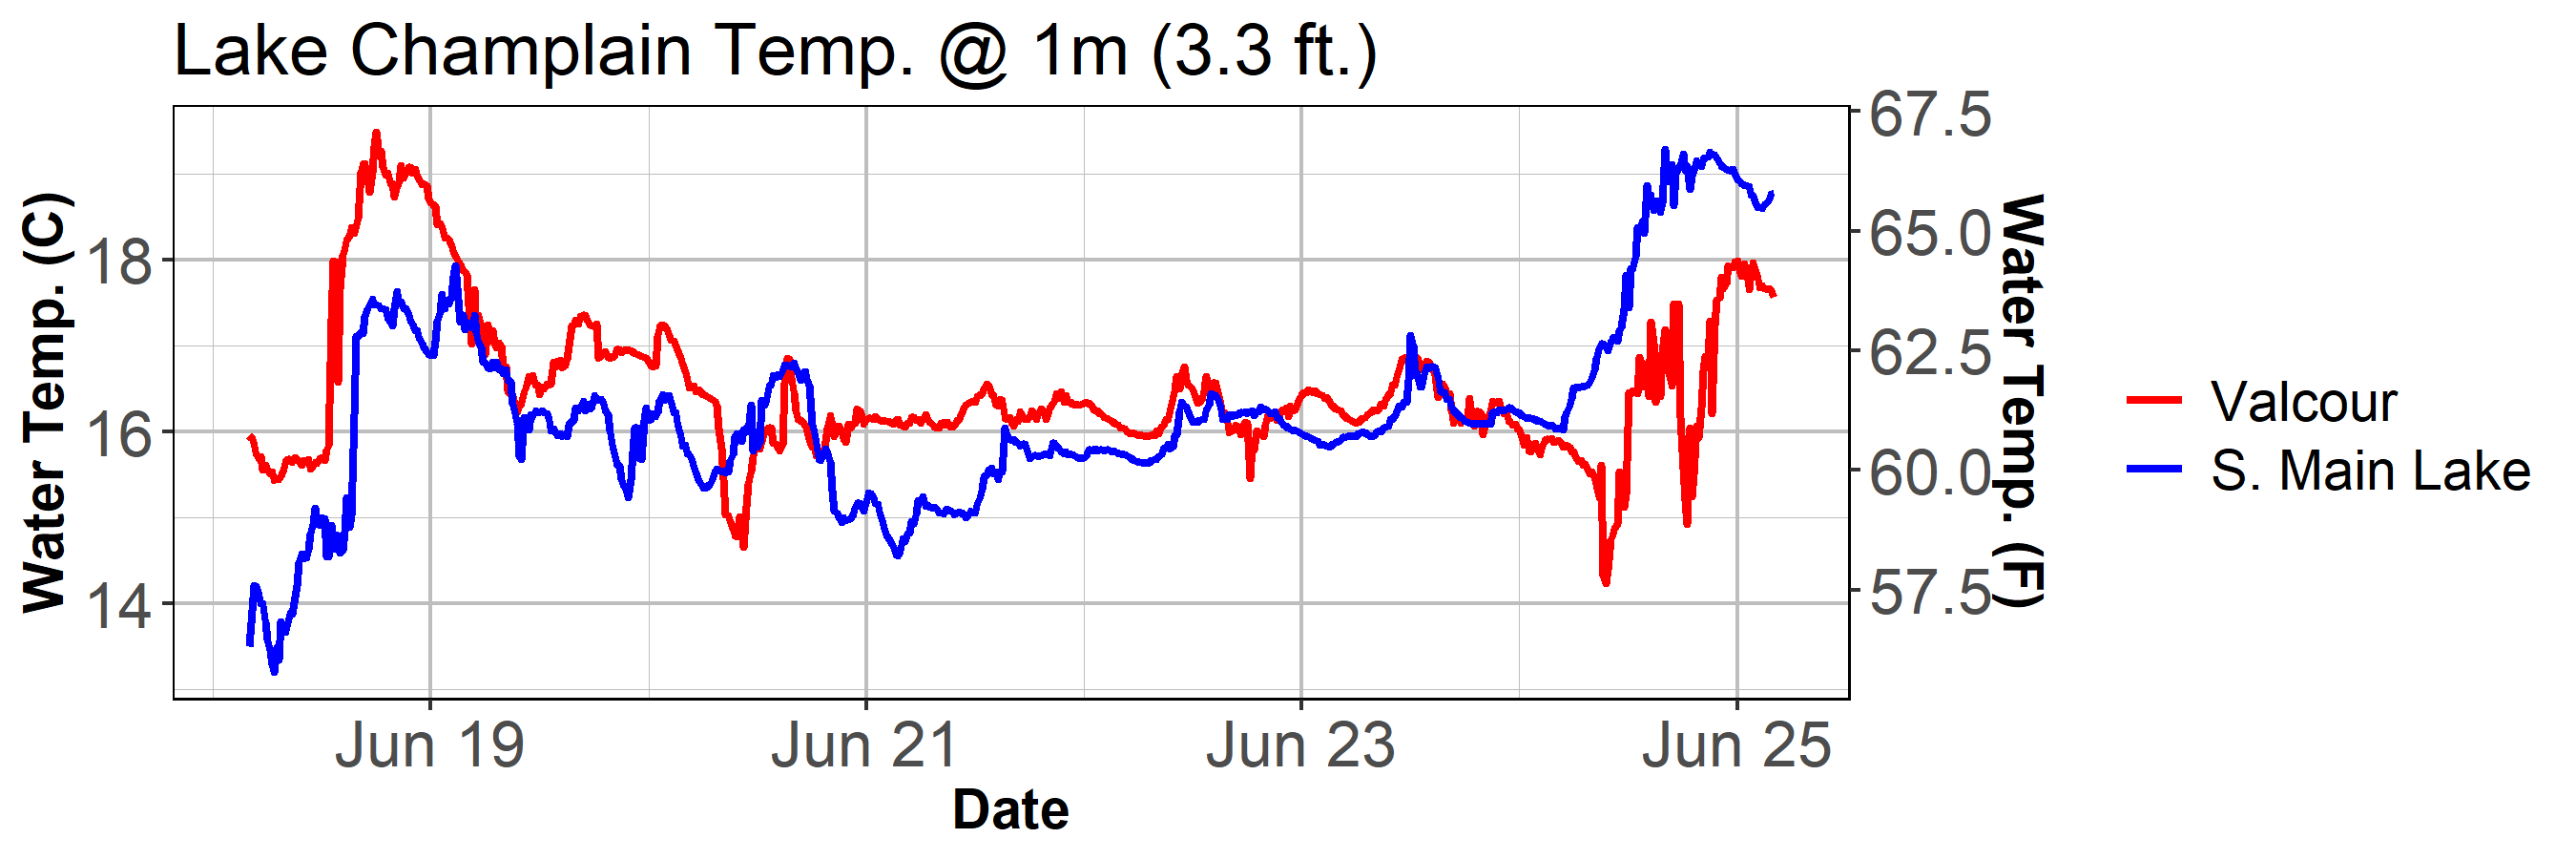 Lake Champlain Temp. @ 1m (3.3 ft.)
Water Temp. (C)
18
16
14
67.5
65.0
62.5
60.0
57.5
Water Temp. (F)
Jun 19
Jun 21
Jun 23
Jun 25
Date
Valcour
S. Main Lake